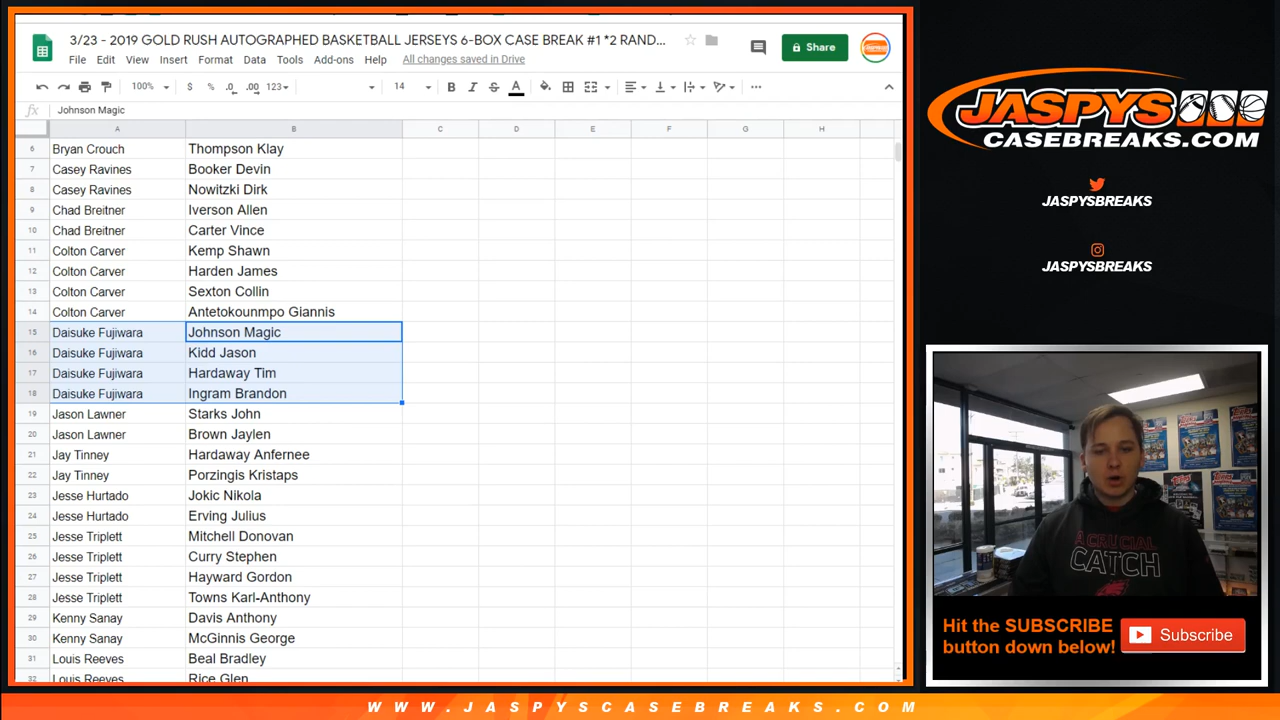 3/23 - 2019 GOLD RUSH AUTOGRAPHED BASKETBALL JERSEYS 6-BOX CASE BREAK #1 *2 RAND...
File Edit View Insert Format Data Tools Add-ons Help All changes saved in Drive
Share
100% $ % .0 .00 123 14 B I S A
fx Johnson Magic
A B C D E F G H
6 Bryan Crouch Thompson Klay
7 Casey Ravines Booker Devin
8 Casey Ravines Nowitzki Dirk
9 Chad Breitner Iverson Allen
10 Chad Breitner Carter Vince
11 Colton Carver Kemp Shawn
12 Colton Carver Harden James
13 Colton Carver Sexton Collin
14 Colton Carver Antetokounmpo Giannis
15 Daisuke Fujiwara Johnson Magic
16 Daisuke Fujiwara Kidd Jason
17 Daisuke Fujiwara Hardaway Tim
18 Daisuke Fujiwara Ingram Brandon
19 Jason Lawner Starks John
20 Jason Lawner Brown Jaylen
21 Jay Tinney Hardaway Anfernee
22 Jay Tinney Porzingis Kristaps
23 Jesse Hurtado Jokic Nikola
24 Jesse Hurtado Erving Julius
25 Jesse Triplett Mitchell Donovan
26 Jesse Triplett Curry Stephen
27 Jesse Triplett Hayward Gordon
28 Jesse Triplett Towns Karl-Anthony
29 Kenny Sanay Davis Anthony
30 Kenny Sanay McGinnis George
31 Louis Reeves Beal Bradley
32 Louis Reeves Rice Glen
JASPYS
CASEBREAKS.COM
JASPYSBREAKS
JASPYSBREAKS
A CRUCIAL
CATCH
Hit the SUBSCRIBE
button down below!
Subscribe
WWW.JASPYSCASEBREAKS.COM